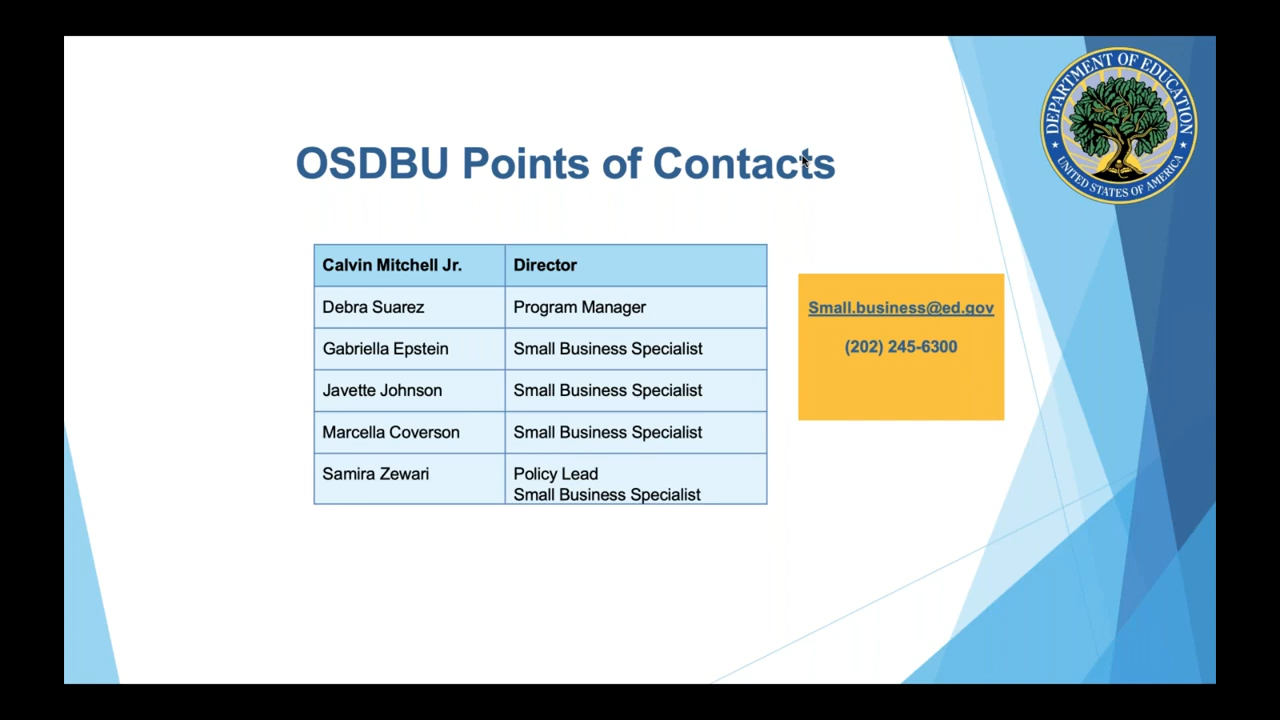 DEPARTMENT OF EDUCATION
UNITED STATES OF AMERICA
OSDBU Points of Contacts
Calvin Mitchell Jr. Director
Debra Suarez Program Manager
Gabriella Epstein Small Business Specialist
Javette Johnson Small Business Specialist
Marcella Coverson Small Business Specialist
Samira Zewari Policy Lead
Small Business Specialist
Small.business@ed.gov
(202) 245-6300